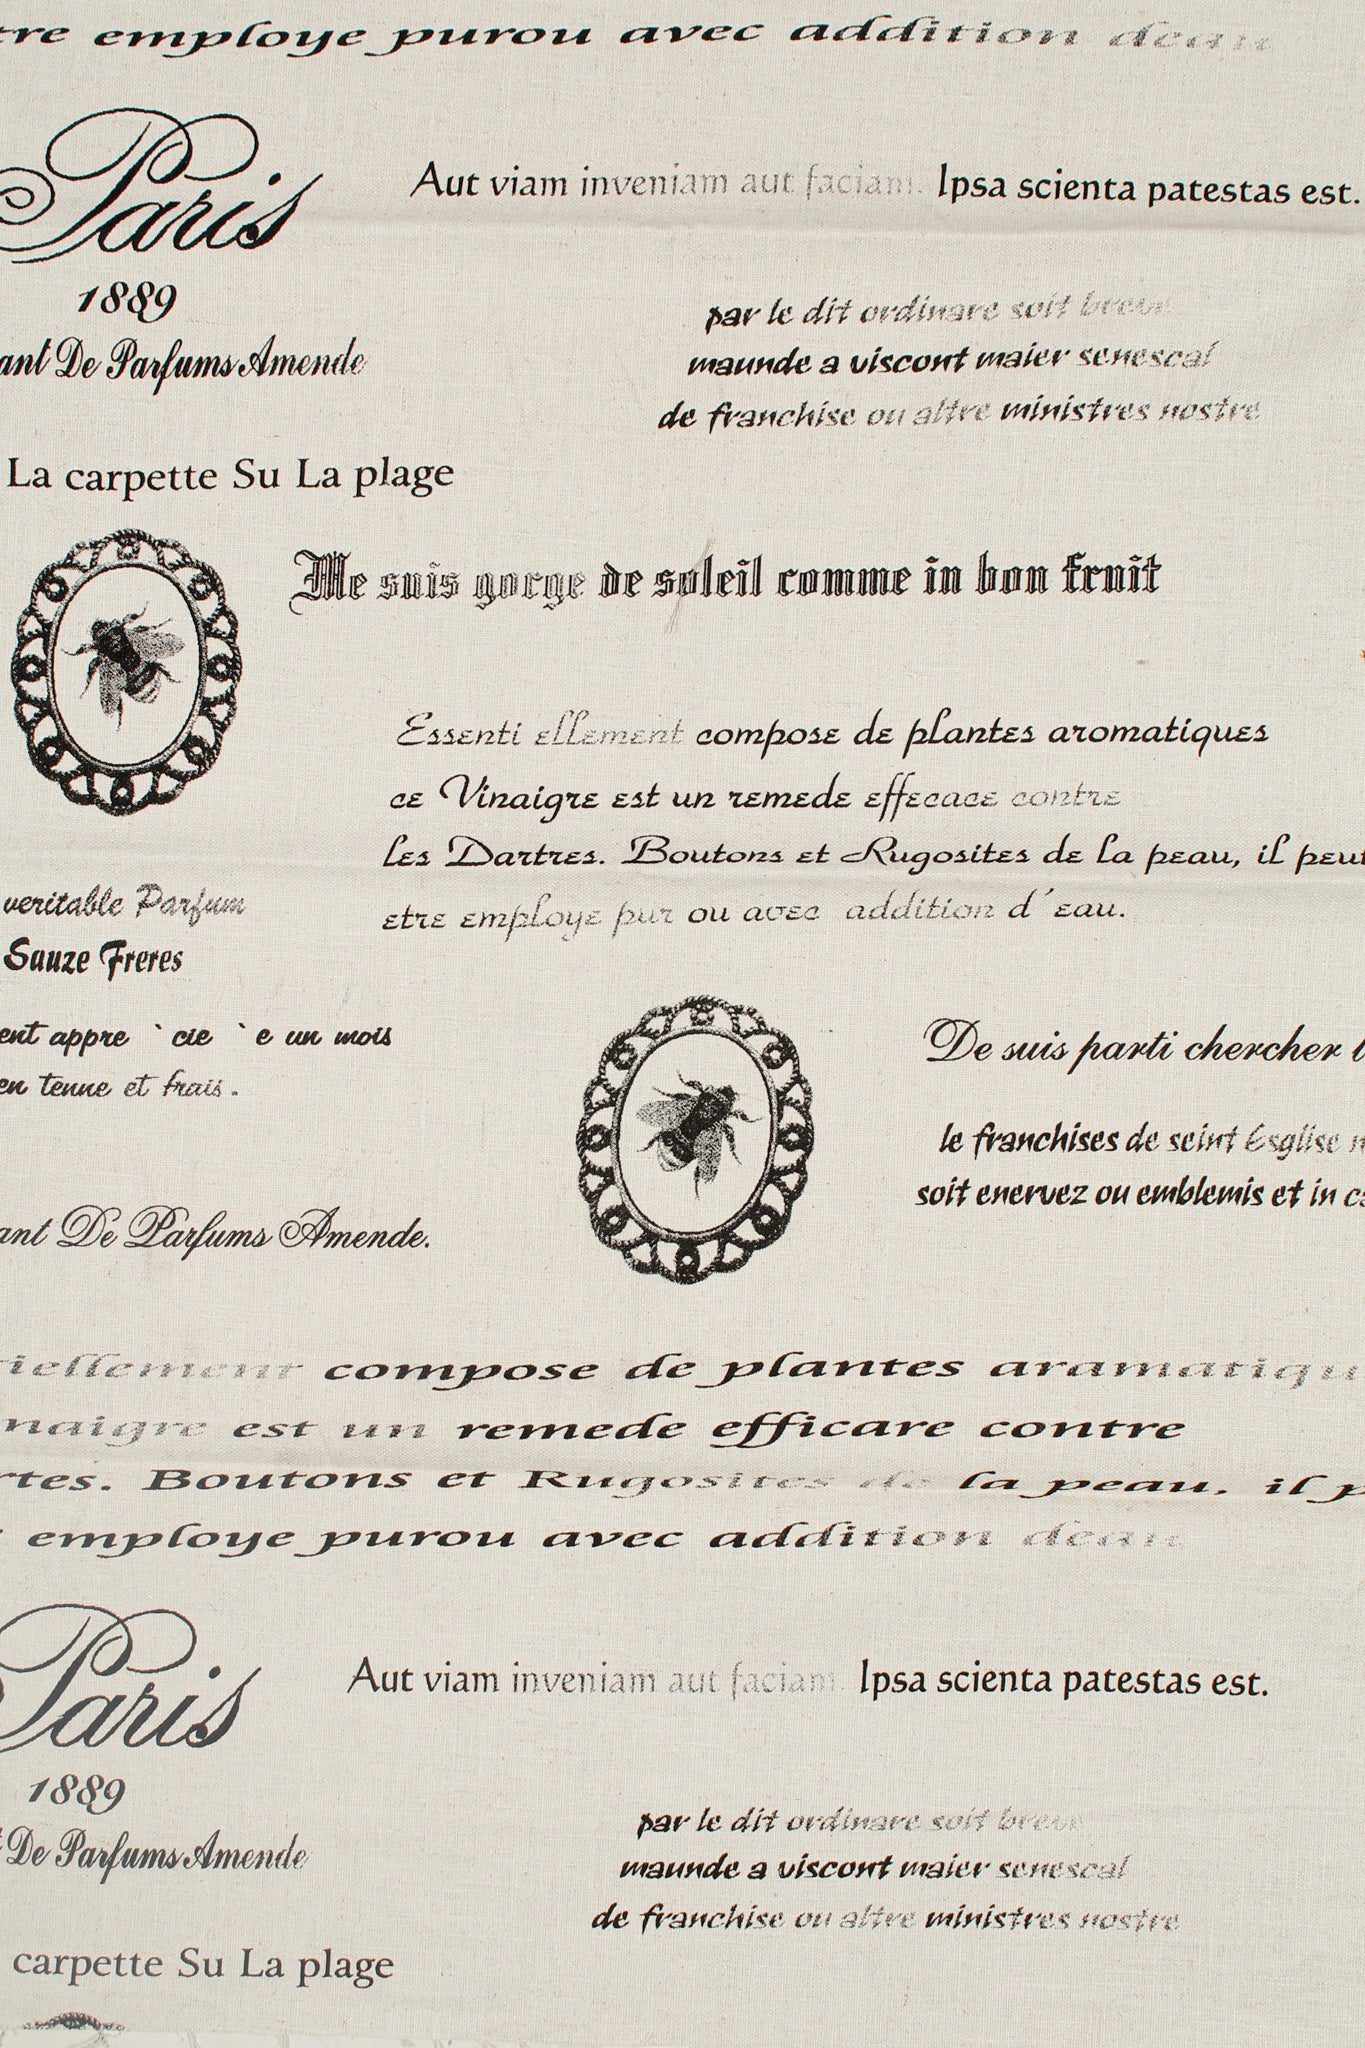 employe purou avec addition deau
Paris
Aut viam inveniam aut faciam. Ipsa scienta patestas est.
1889
De Parfums Amende
par le dit ordinare soit breve
maunde a viscont maier senescal
de franchise ou altre ministres nostre
La carpette Su La plage
Me suis gorge de soleil comme in bon fruit
Essenti ellement compose de plantes aromatiques
ce Vinaigre est un remede effecace contre
les Dartres. Boutons et Rugosites de la peau, il peut
etre employe pur ou avec addition d'eau.
veritable Parfum
Sauze Freres
appre ` cie ` e un mois
en tenne et frais.
De suis parti chercher
le franchises de seint Esglise
soit enervez ou emblemis et in
De Parfums Amende.
compose de plantes
est un remede efficare contre
Boutons et Rugosites de la peau, il
employe purou avec addition deau
Paris
Aut viam inveniam aut faciam. Ipsa scienta patestas est.
1889
De Parfums Amende
par le dit ordinare soit breve
maunde a viscont maier senescal
de franchise ou altre ministres nostre
carpette Su La plage